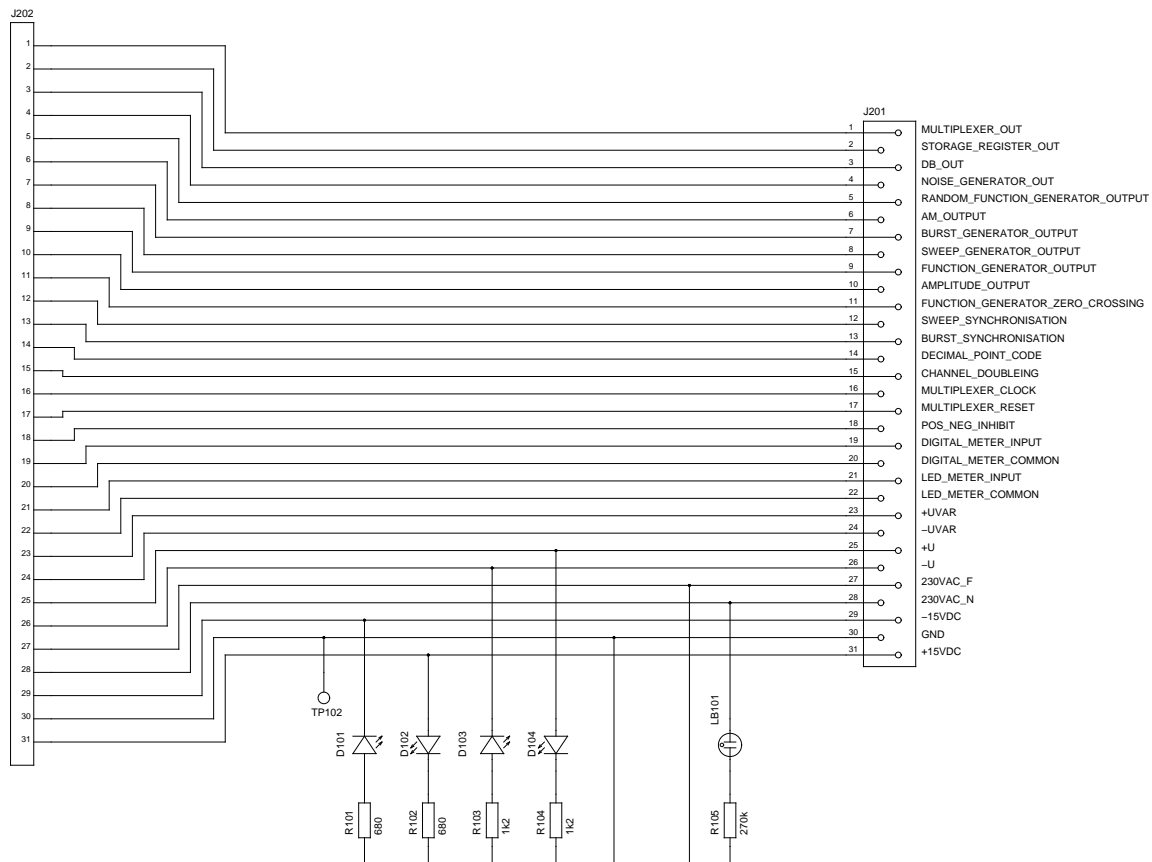 J202
1
2
3
4
5
6
7
8
9
10
11
12
13
14
15
16
17
18
19
20
21
22
23
24
25
26
27
28
29
30
31
J201
1 MULTIPLEXER_OUT
2 STORAGE_REGISTER_OUT
3 DB_OUT
4 NOISE_GENERATOR_OUT
5 RANDOM_FUNCTION_GENERATOR_OUTPUT
6 AM_OUTPUT
7 BURST_GENERATOR_OUTPUT
8 SWEEP_GENERATOR_OUTPUT
9 FUNCTION_GENERATOR_OUTPUT
10 AMPLITUDE_OUTPUT
11 FUNCTION_GENERATOR_ZERO_CROSSING
12 SWEEP_SYNCHRONISATION
13 BURST_SYNCHRONISATION
14 DECIMAL_POINT_CODE
15 CHANNEL_DOUBLEING
16 MULTIPLEXER_CLOCK
17 MULTIPLEXER_RESET
18 POS_NEG_INHIBIT
19 DIGITAL_METER_INPUT
20 DIGITAL_METER_COMMON
21 LED_METER_INPUT
22 LED_METER_COMMON
23 +UVAR
24 −UVAR
25 +U
26 −U
27 230VAC_F
28 230VAC_N
29 −15VDC
30 GND
31 +15VDC
TP102
D101
D102
D103
D104
LB101
R101 680
R102 680
R103 1k2
R104 1k2
R105 270k